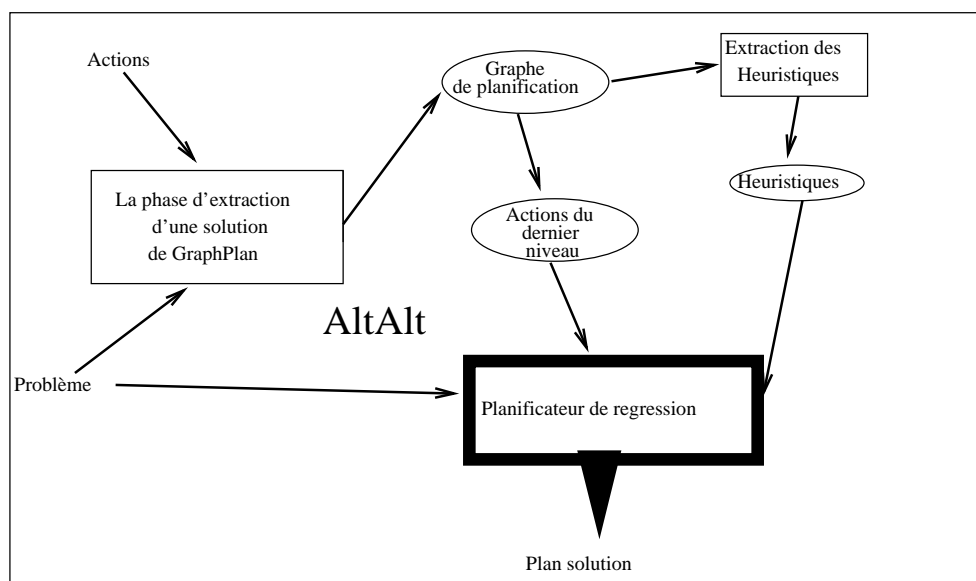 Actions
Graphe
de planification
Extraction des
Heuristiques
La phase d'extraction
d'une solution
de GraphPlan
Heuristiques
Actions du
dernier
niveau
AltAlt
Problème
Planificateur de regression
Plan solution